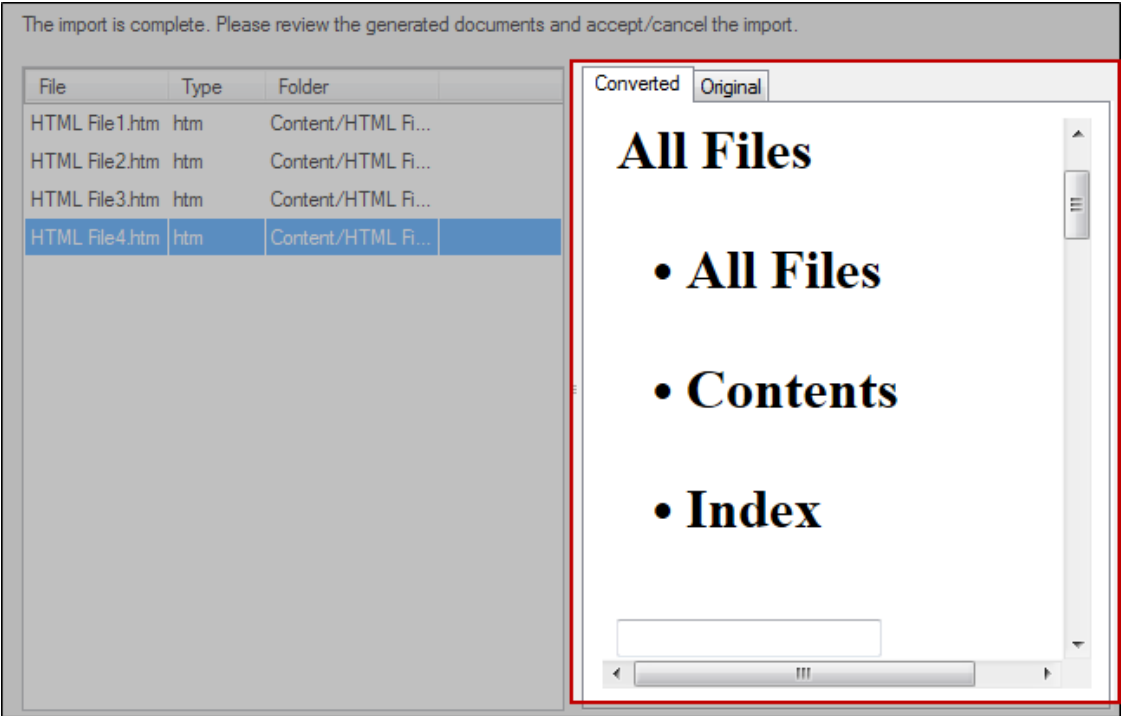 The import is complete. Please review the generated documents and accept/cancel the import.
File Type Folder
HTML File1.htm htm Content/HTML Fi...
HTML File2.htm htm Content/HTML Fi...
HTML File3.htm htm Content/HTML Fi...
HTML File4.htm htm Content/HTML Fi...
Converted Original
All Files
• All Files
• Contents
• Index